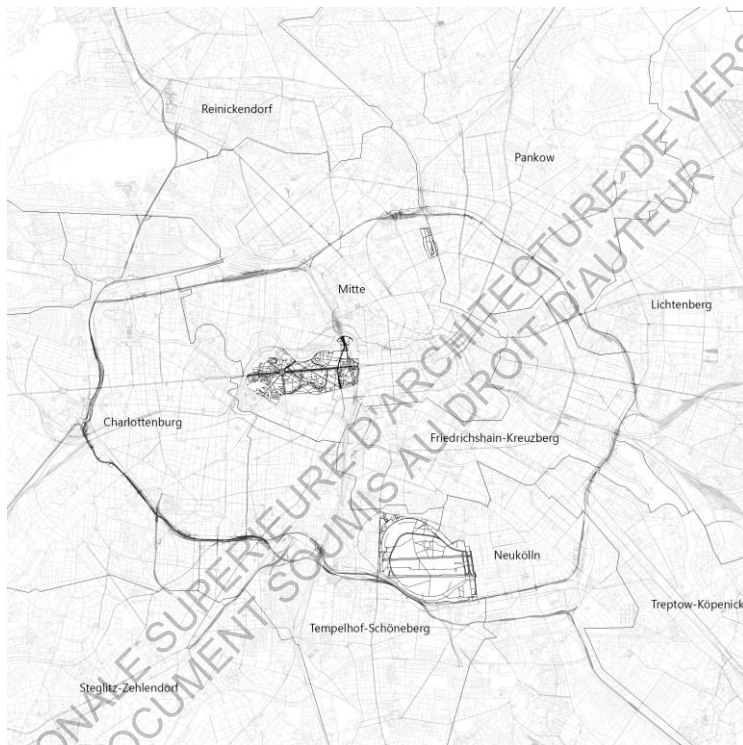 Reinickendorf
Pankow
Mitte
Lichtenberg
Charlottenburg
Friedrichshain-Kreuzberg
Neukölln
Treptow-Köpenick
Tempelhof-Schöneberg
Steglitz-Zehlendorf
ONALE SUPERIEURE D'ARCHITECTURE DE VERS
DOCUMENT SOUMIS AU DROIT D'AUTEUR